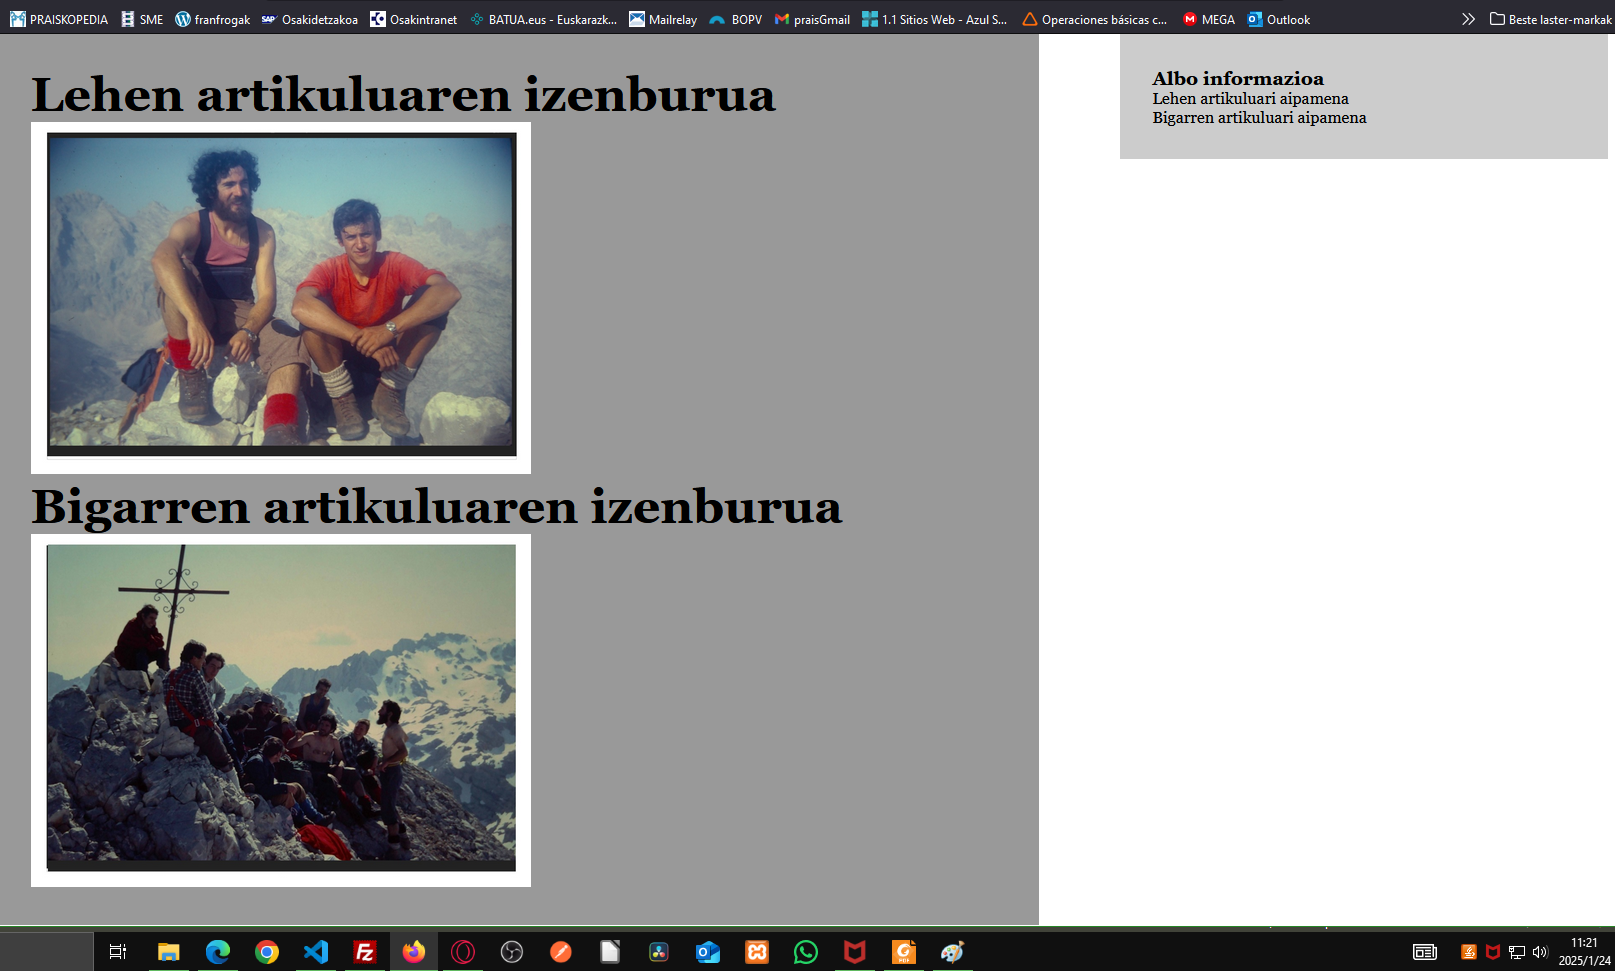 PRAISKOPEDIA SME franfrogak Osakidetzakoa Osakintranet BATUA.eus - Euskarazk... Mailrelay BOPV praisGmail 1.1 Sitios Web - Azul S... Operaciones básicas c... MEGA Outlook Beste laster-markak
Lehen artikuluaren izenburua
Bigarren artikuluaren izenburua
Albo informazioa
Lehen artikuluari aipamena
Bigarren artikuluari aipamena
11:21
2025/1/24